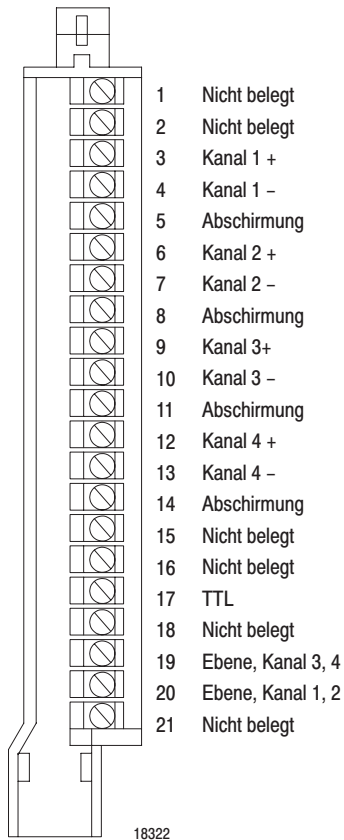 1 Nicht belegt
2 Nicht belegt
3 Kanal 1 +
4 Kanal 1 –
5 Abschirmung
6 Kanal 2 +
7 Kanal 2 –
8 Abschirmung
9 Kanal 3+
10 Kanal 3 –
11 Abschirmung
12 Kanal 4 +
13 Kanal 4 –
14 Abschirmung
15 Nicht belegt
16 Nicht belegt
17 TTL
18 Nicht belegt
19 Ebene, Kanal 3, 4
20 Ebene, Kanal 1, 2
21 Nicht belegt
18322